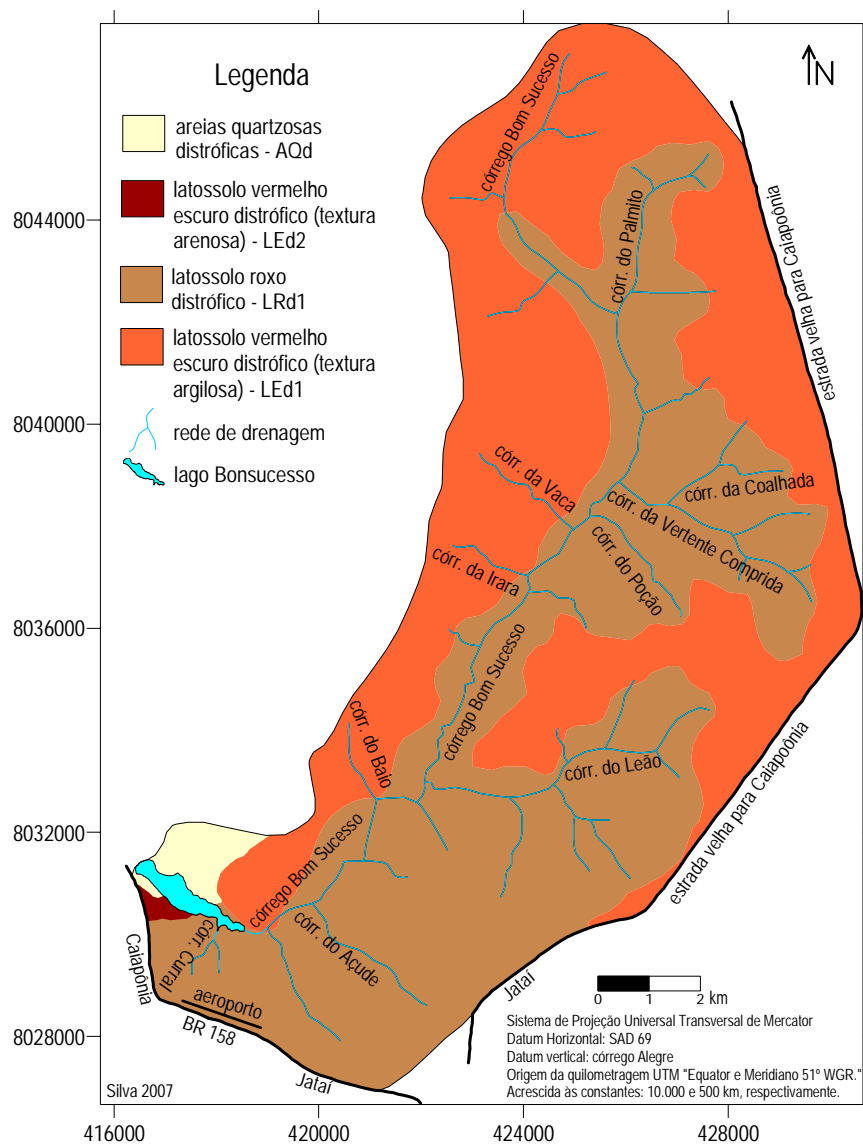 Legenda
areias quartzosas
distróficas - AQd
latossolo vermelho
escuro distrófico (textura
arenosa) - LEd2
latossolo roxo
distrófico - LRd1
latossolo vermelho
escuro distrófico (textura
argilosa) - LEd1
rede de drenagem
lago Bonsucesso
N
córrego Bom Sucesso
córr. do Palmito
estrada velha para Caiapoônia
córr. da Vaca
córr. da Coalhada
córr. da Vertente Comprida
córr. do Poção
córr. da Irara
córrego Bom Sucesso
córr. do Baio
córr. do Leão
estrada velha para Caiapoônia
córrego Bom Sucesso
córr. do Açude
córr. Curral
Caiapônia
aeroporto
BR 158
Jataí
Jataí
0 1 2 km
Sistema de Projeção Universal Transversal de Mercator
Datum Horizontal: SAD 69
Datum vertical: córrego Alegre
Origem da quilometragem UTM "Equator e Meridiano 51º WGR."
Acrescida às constantes: 10.000 e 500 km, respectivamente.
Silva 2007
8044000
8040000
8036000
8032000
8028000
416000 420000 424000 428000